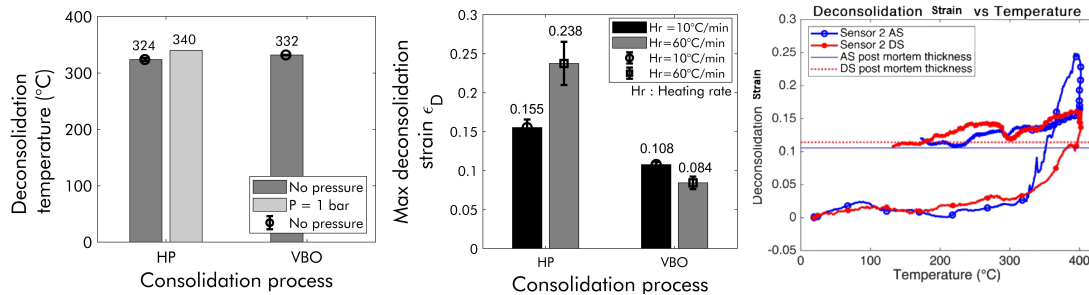 Deconsolidation
temperature (°C)
400
300
200
100
0
324
340
332
No pressure
P = 1 bar
No pressure
HP
VBO
Consolidation process
Max deconsolidation
strain ϵ_D
0.3
0.25
0.2
0.15
0.1
0.05
0
0.155
0.238
0.108
0.084
Hr =10°C/min
Hr=60°C/min
Hr=10°C/min
Hr=60°C/min
Hr : Heating rate
HP
VBO
Consolidation process
Deconsolidation Strain vs Temperature
Deconsolidation Strain
0.3
0.25
0.2
0.15
0.1
0.05
0
-0.05
Sensor 2 AS
Sensor 2 DS
AS post mortem thickness
DS post mortem thickness
0
100
200
300
400
Temperature (°C)